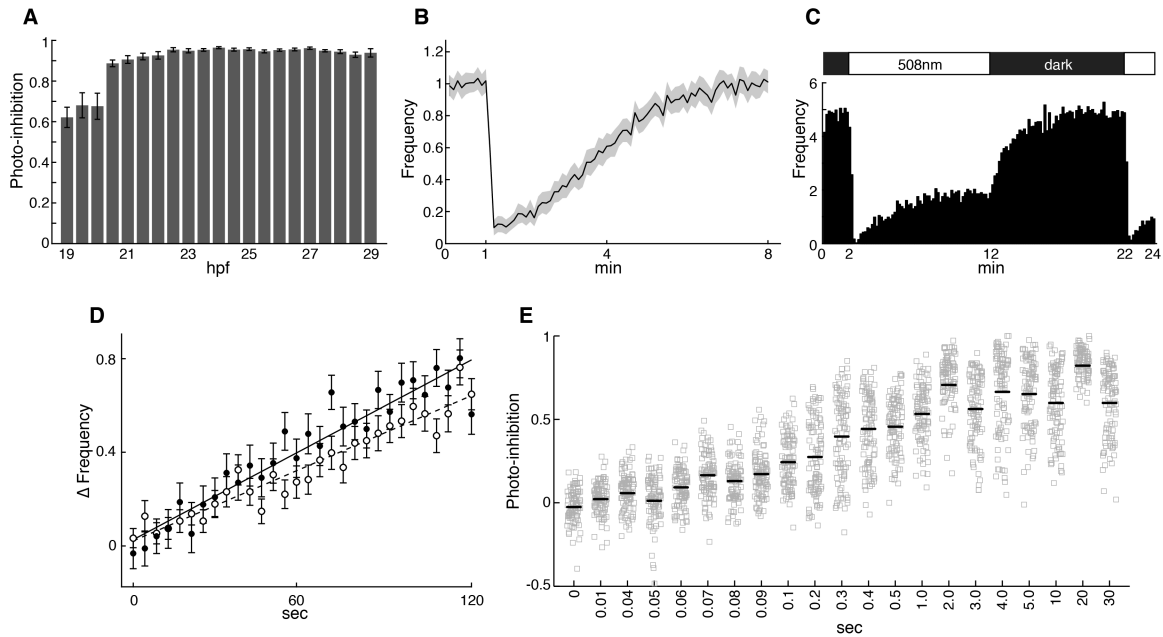 A
Photo-inhibition
1
0.8
0.6
0.4
0.2
0
19 21 23 25 27 29
hpf
B
Frequency
1.2
1.0
0.8
0.6
0.4
0.2
0
0 1 4 8
min
C
508nm dark
Frequency
6
4
2
0
0 2 12 22 24
min
D
Δ Frequency
0.8
0.4
0
0 60 120
sec
E
Photo-inhibition
1
0.5
0
-0.5
0 0.01 0.04 0.05 0.06 0.07 0.08 0.09 0.1 0.2 0.3 0.4 0.5 1.0 2.0 3.0 4.0 5.0 10 20 30
sec